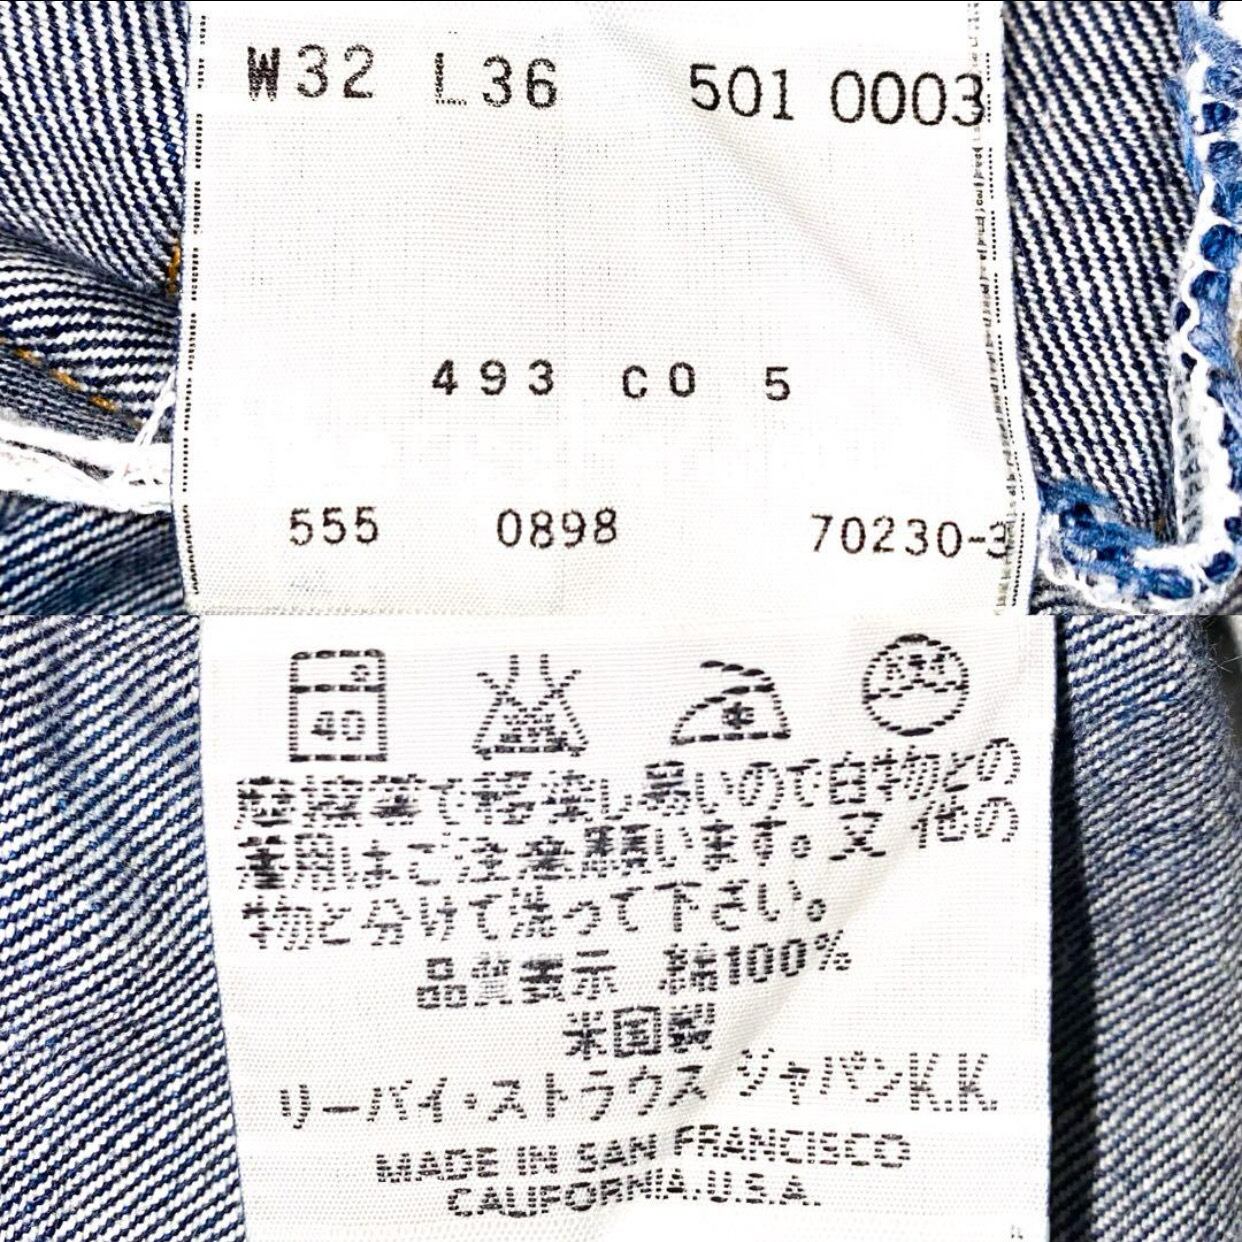 W32 L36 501 0003
493 C0 5
555 0898 70230-3
40
摩擦等で移染し易いので白物との
着用はご注意願います。又他の
物と分けて洗って下さい。
品質表示 綿100%
米国製
リーバイ・ストラウス ジャパンK.K.
MADE IN SAN FRANCISCO
CALIFORNIA.U.S.A.